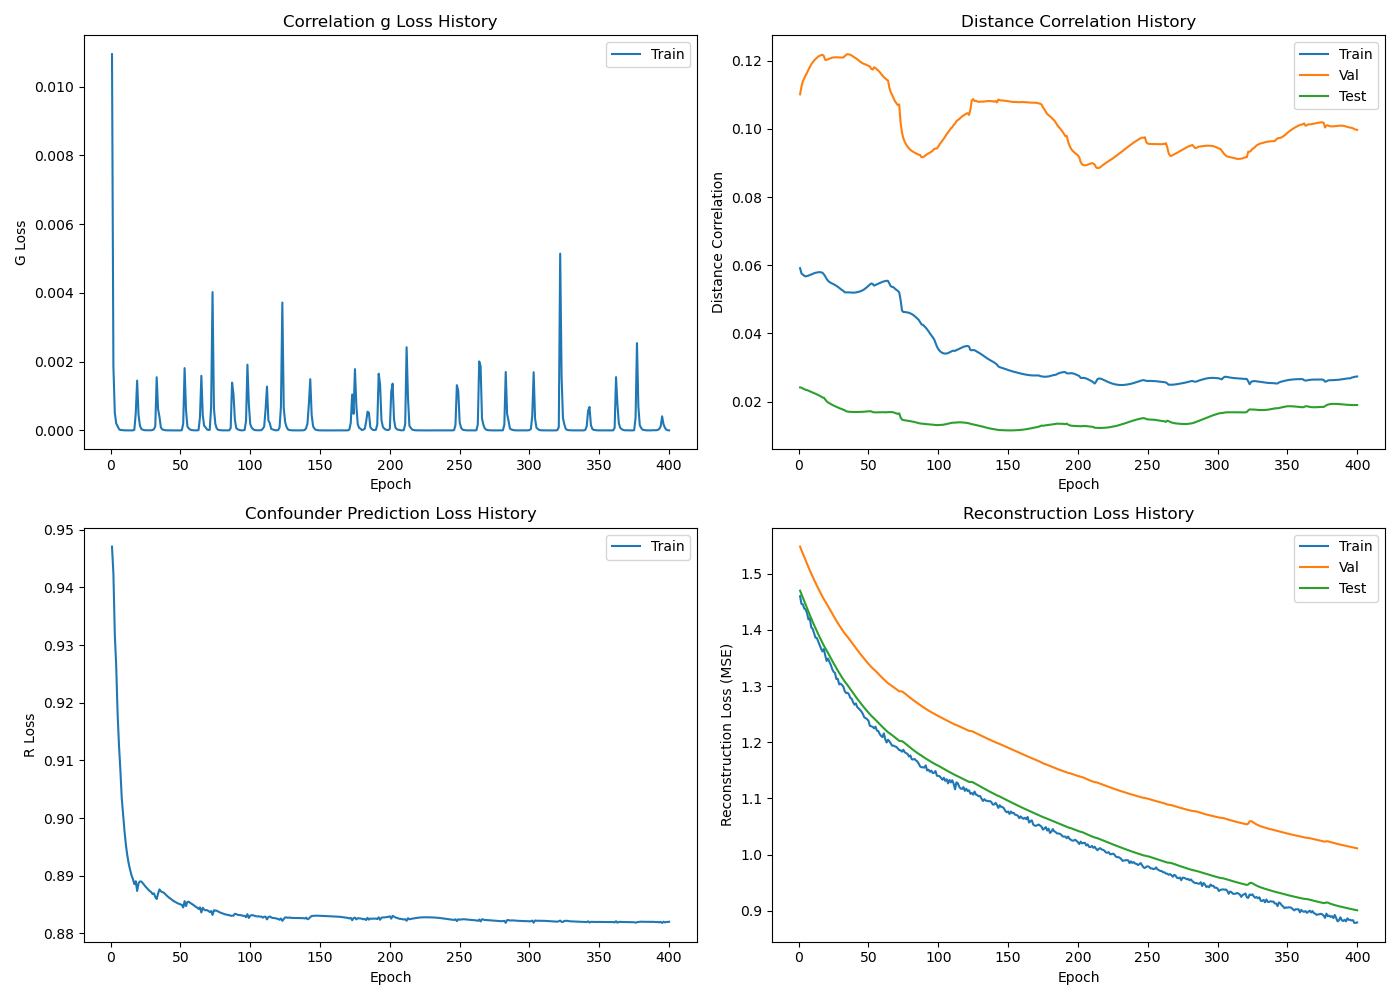 Correlation g Loss History
Train
0.010
0.008
0.006
0.004
0.002
0.000
G Loss
0 50 100 150 200 250 300 350 400
Epoch
Distance Correlation History
Train
Val
Test
0.12
0.10
0.08
0.06
0.04
0.02
Distance Correlation
0 50 100 150 200 250 300 350 400
Epoch
Confounder Prediction Loss History
Train
0.95
0.94
0.93
0.92
0.91
0.90
0.89
0.88
R Loss
0 50 100 150 200 250 300 350 400
Epoch
Reconstruction Loss History
Train
Val
Test
1.5
1.4
1.3
1.2
1.1
1.0
0.9
Reconstruction Loss (MSE)
0 50 100 150 200 250 300 350 400
Epoch